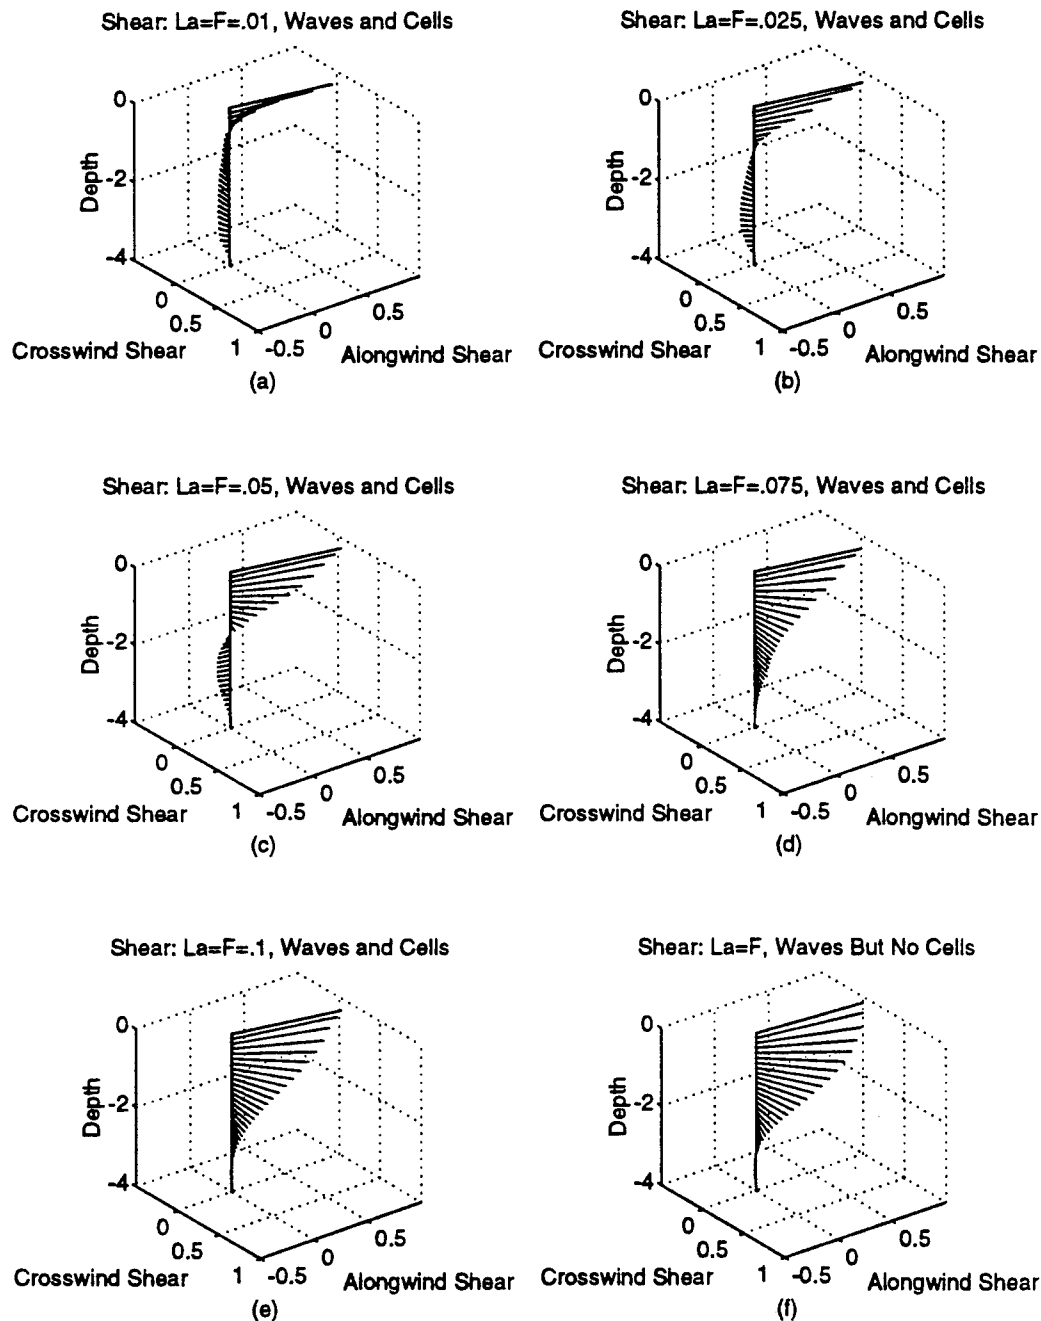 Shear: La=F=.01, Waves and Cells
0
-2
-4
Depth
0
0.5
1
Crosswind Shear
-0.5
0
0.5
Alongwind Shear
(a)
Shear: La=F=.025, Waves and Cells
0
-2
-4
Depth
0
0.5
1
Crosswind Shear
-0.5
0
0.5
Alongwind Shear
(b)
Shear: La=F=.05, Waves and Cells
0
-2
-4
Depth
0
0.5
1
Crosswind Shear
-0.5
0
0.5
Alongwind Shear
(c)
Shear: La=F=.075, Waves and Cells
0
-2
-4
Depth
0
0.5
1
Crosswind Shear
-0.5
0
0.5
Alongwind Shear
(d)
Shear: La=F=.1, Waves and Cells
0
-2
-4
Depth
0
0.5
1
Crosswind Shear
-0.5
0
0.5
Alongwind Shear
(e)
Shear: La=F, Waves But No Cells
0
-2
-4
Depth
0
0.5
1
Crosswind Shear
-0.5
0
0.5
Alongwind Shear
(f)